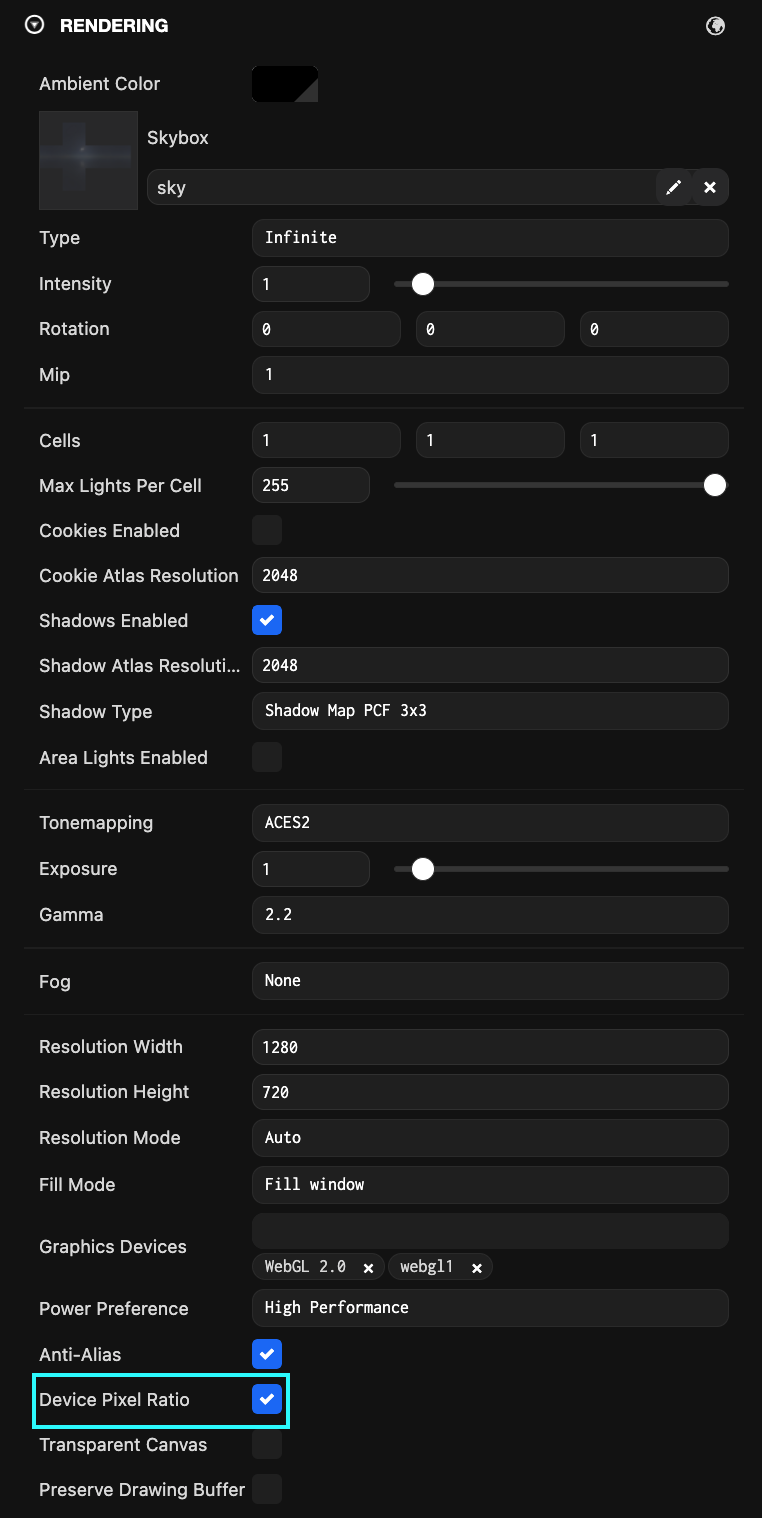 RENDERING
Ambient Color
Skybox
sky
Type Infinite
Intensity 1
Rotation 0 0 0
Mip 1
Cells 1 1 1
Max Lights Per Cell 255
Cookies Enabled
Cookie Atlas Resolution 2048
Shadows Enabled
Shadow Atlas Resoluti... 2048
Shadow Type Shadow Map PCF 3x3
Area Lights Enabled
Tonemapping ACES2
Exposure 1
Gamma 2.2
Fog None
Resolution Width 1280
Resolution Height 720
Resolution Mode Auto
Fill Mode Fill window
Graphics Devices
WebGL 2.0 webgl1
Power Preference High Performance
Anti-Alias
Device Pixel Ratio
Transparent Canvas
Preserve Drawing Buffer